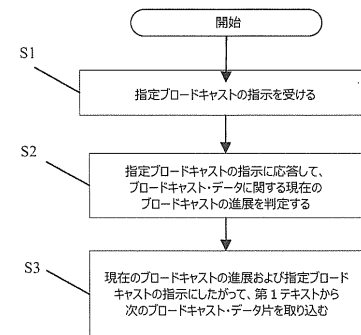 開始
S1
指定ブロードキャストの指示を受ける
S2
指定ブロードキャストの指示に応答して、
ブロードキャスト・データに関する現在の
ブロードキャストの進展を判定する
S3
現在のブロードキャストの進展および指定ブロード
キャストの指示にしたがって、第1テキストから
次のブロードキャスト・データ片を取り込む